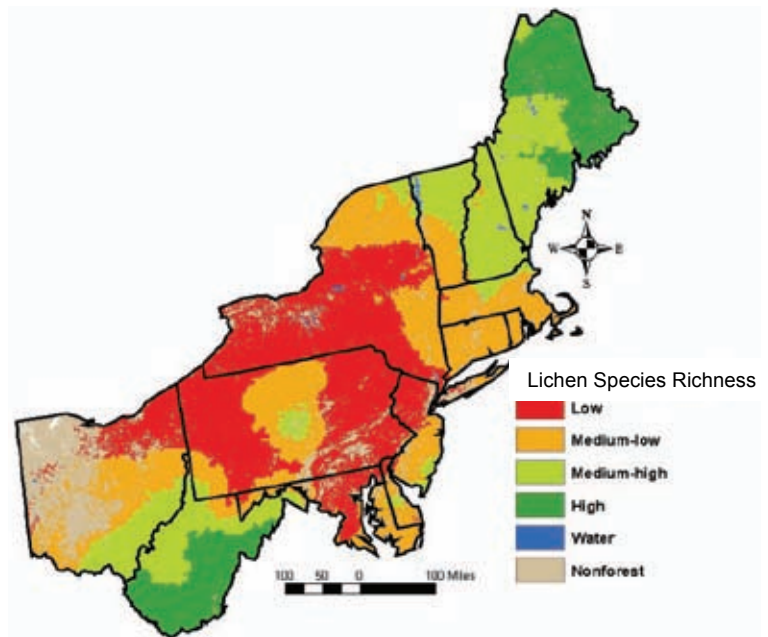 N
W E
S
Lichen Species Richness
Low
Medium-low
Medium-high
High
Water
Nonforest
100 50 0 100 Miles